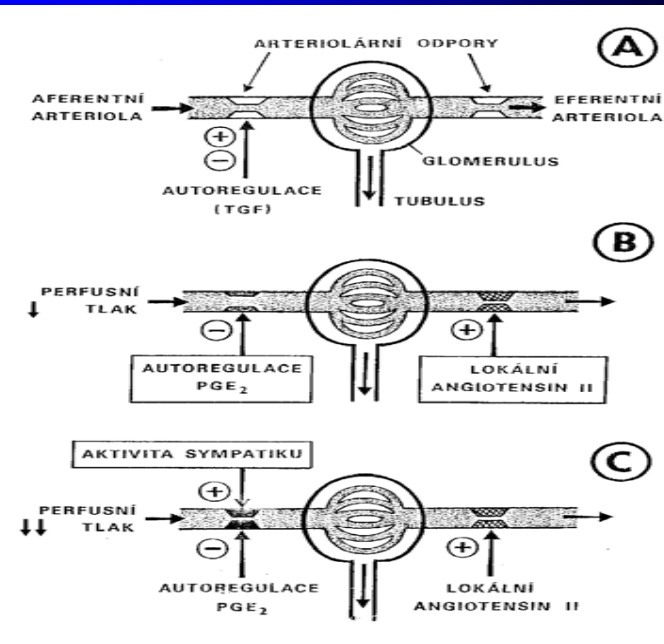 ARTERIOLÁRNÍ ODPORY
A
AFERENTNÍ
ARTERIOLA
EFERENTNÍ
ARTERIOLA
+
−
GLOMERULUS
AUTOREGULACE
(TGF)
TUBULUS
B
PERFUSNÍ
↓ TLAK
−
+
AUTOREGULACE
PGE₂
LOKÁLNÍ
ANGIOTENSIN II
AKTIVITA SYMPATIKU
C
+
PERFUSNÍ
↓↓ TLAK
−
+
AUTOREGULACE
PGE₂
LOKÁLNÍ
ANGIOTENSIN II